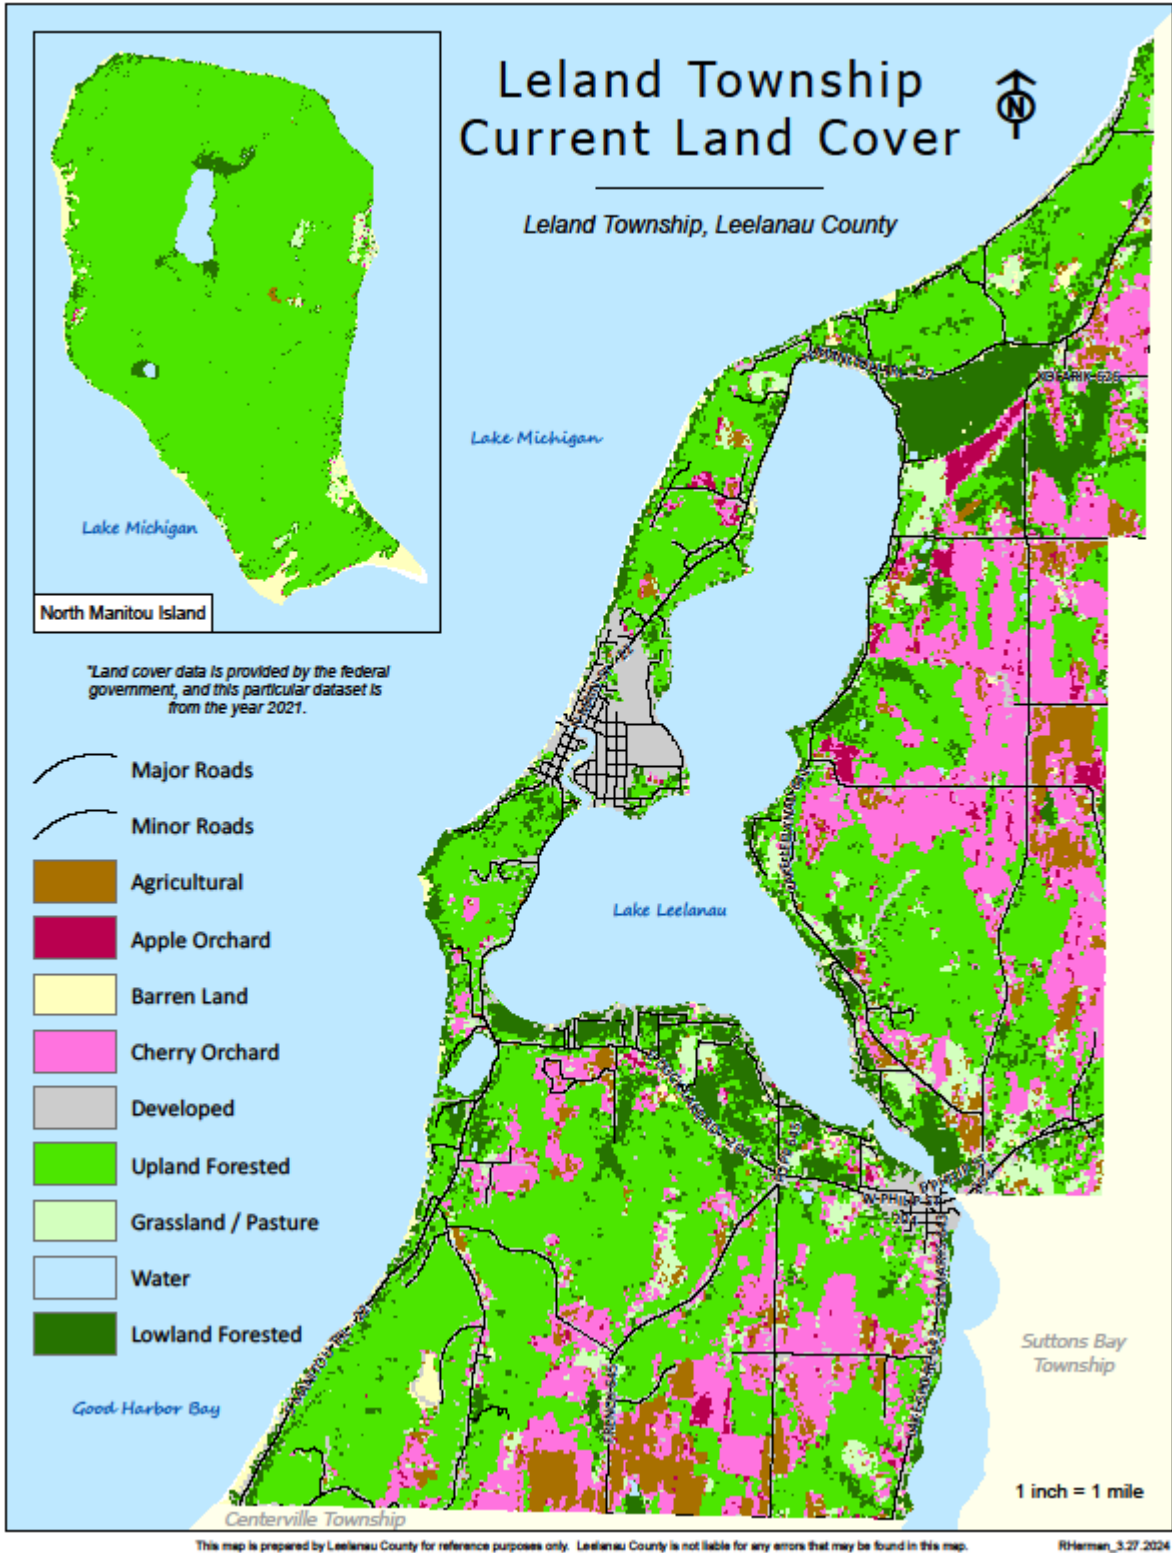 Leland Township
Current Land Cover
N
Leland Township, Leelanau County
Lake Michigan
Lake Michigan
North Manitou Island
*Land cover data is provided by the federal
government, and this particular dataset is
from the year 2021.
Major Roads
Minor Roads
Agricultural
Apple Orchard
Barren Land
Cherry Orchard
Developed
Upland Forested
Grassland / Pasture
Water
Lowland Forested
KOLARIK 626
Lake Leelanau
W-PHILIP ST
204
Good Harbor Bay
Suttons Bay
Township
Centerville Township
1 inch = 1 mile
This map is prepared by Leelanau County for reference purposes only. Leelanau County is not liable for any errors that may be found in this map.
RHerman_3.27.2024